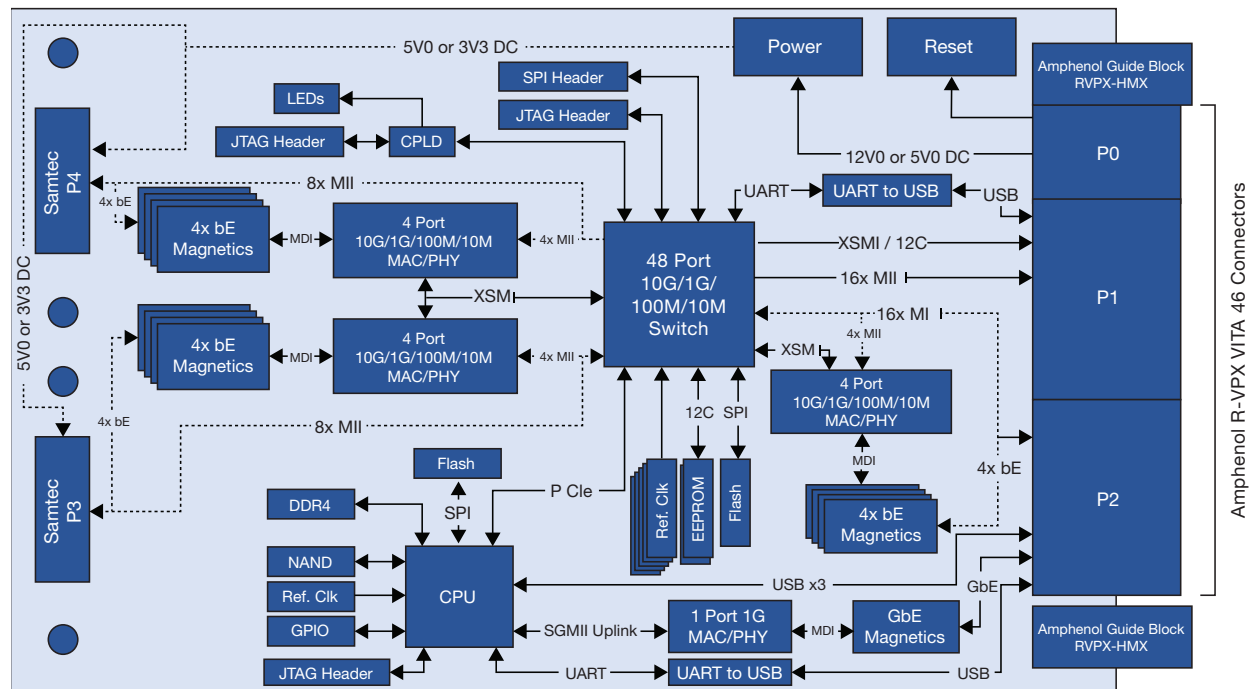 5V0 or 3V3 DC
Power
Reset
Amphenol Guide Block
RVPX-HMX
SPI Header
LEDs
JTAG Header
JTAG Header
CPLD
12V0 or 5V0 DC
P0
Samtec
P4
8x MII
UART
UART to USB
USB
4x bE
4x bE
Magnetics
MDI
4 Port
10G/1G/100M/10M
MAC/PHY
4x MII
48 Port
10G/1G/
100M/10M
Switch
XSMI / 12C
16x MII
P1
XSM
5V0 or 3V3 DC
4x bE
Magnetics
MDI
4 Port
10G/1G/100M/10M
MAC/PHY
4x MII
16x MI
4x MII
XSM
4 Port
10G/1G/100M/10M
MAC/PHY
Amphenol R-VPX VITA 46 Connectors
4x bE
8x MII
12C
SPI
MDI
4x bE
Samtec
P3
Flash
SPI
P CIe
Ref. Clk
EEPROM
Flash
4x bE
Magnetics
P2
DDR4
NAND
Ref. Clk
GPIO
JTAG Header
CPU
USB x3
GbE
SGMII Uplink
1 Port 1G
MAC/PHY
MDI
GbE
Magnetics
UART
UART to USB
USB
Amphenol Guide Block
RVPX-HMX